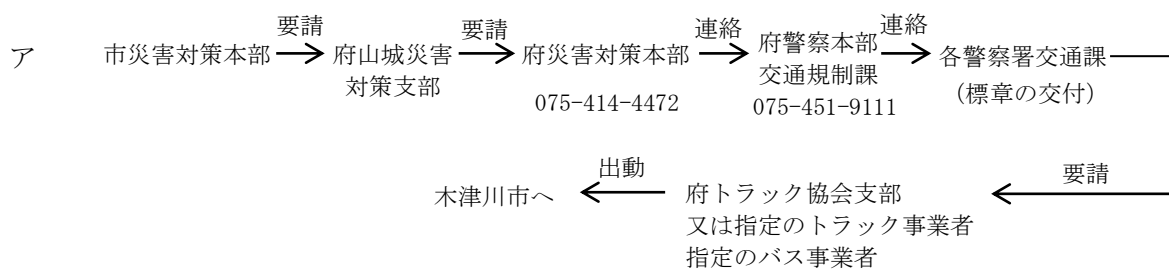 ア
市災害対策本部
要請
府山城災害
対策支部
要請
府災害対策本部
075-414-4472
連絡
府警察本部
交通規制課
075-451-9111
連絡
各警察署交通課
(標章の交付)
要請
府トラック協会支部
又は指定のトラック事業者
指定のバス事業者
出動
木津川市へ